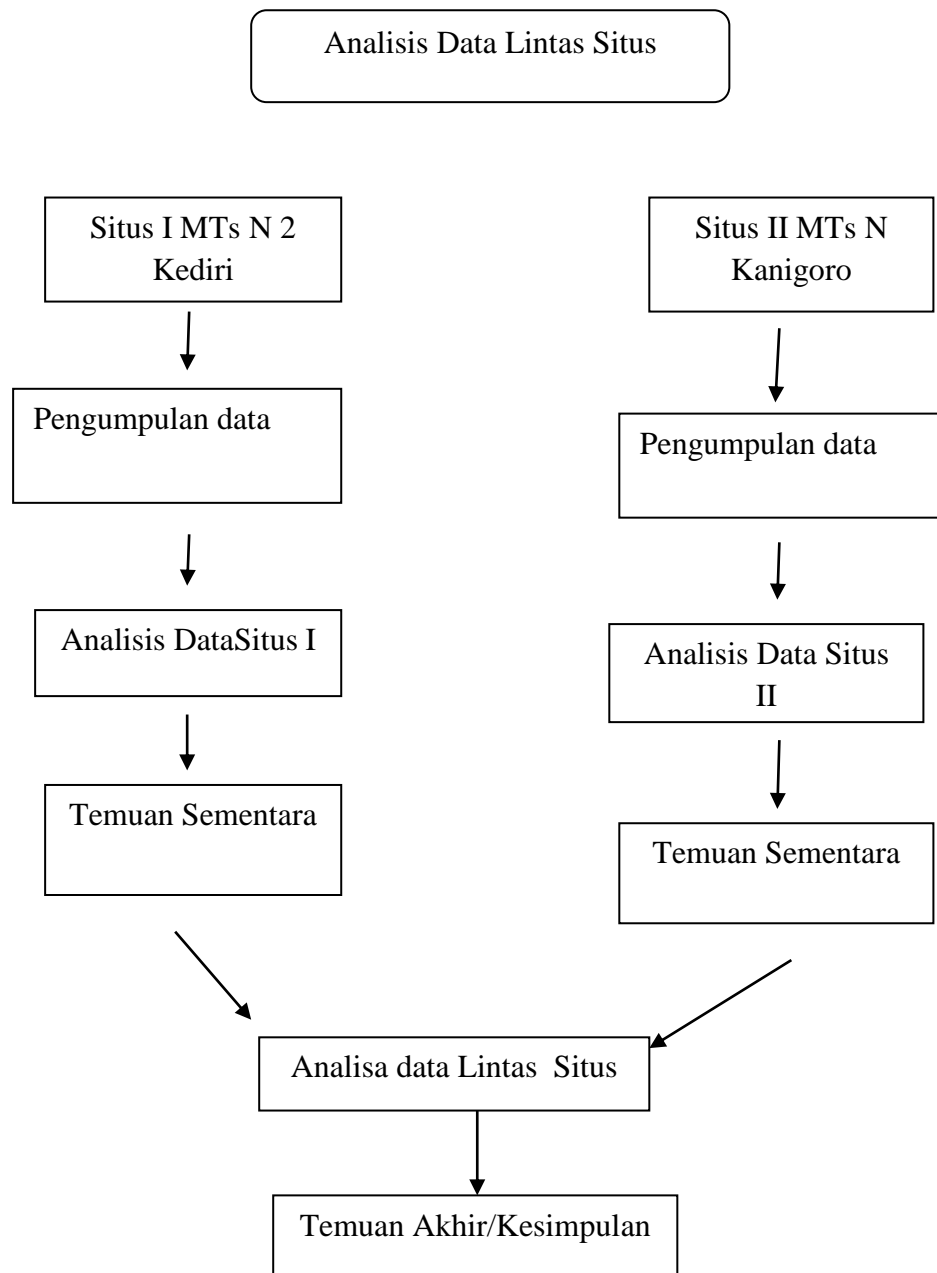 Analisis Data Lintas Situs
Situs I MTs N 2
Kediri
Situs II MTs N
Kanigoro
Pengumpulan data
Pengumpulan data
Analisis DataSitus I
Analisis Data Situs
II
Temuan Sementara
Temuan Sementara
Analisa data Lintas  Situs
Temuan Akhir/Kesimpulan